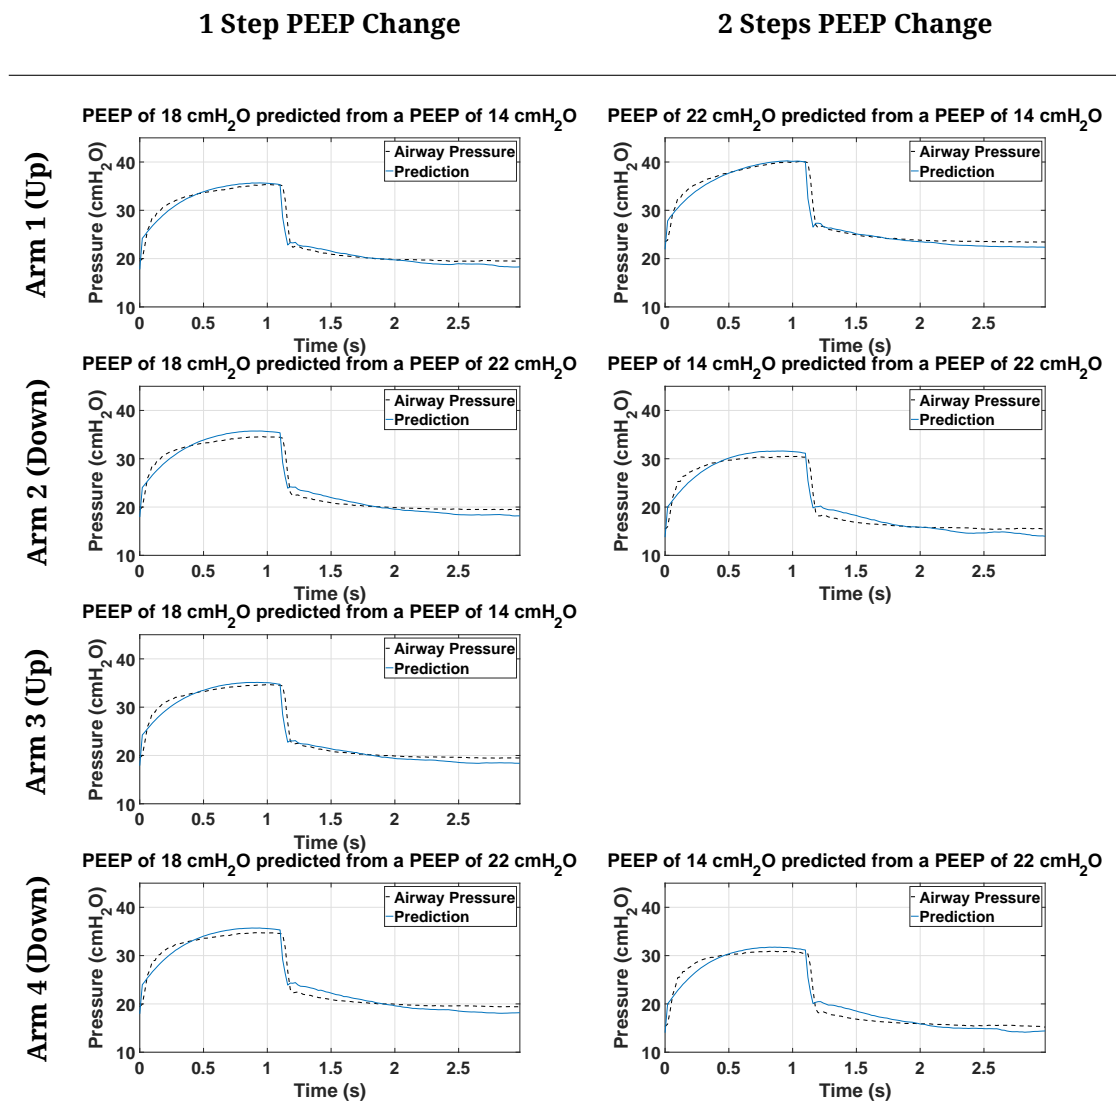 1 Step PEEP Change
2 Steps PEEP Change
Arm 1 (Up)
PEEP of 18 cmH2O predicted from a PEEP of 14 cmH2O
Pressure (cmH2O)
40
30
20
10
Airway Pressure
Prediction
0 0.5 1 1.5 2 2.5
Time (s)
PEEP of 22 cmH2O predicted from a PEEP of 14 cmH2O
Pressure (cmH2O)
40
30
20
10
Airway Pressure
Prediction
0 0.5 1 1.5 2 2.5
Time (s)
Arm 2 (Down)
PEEP of 18 cmH2O predicted from a PEEP of 22 cmH2O
Pressure (cmH2O)
40
30
20
10
Airway Pressure
Prediction
0 0.5 1 1.5 2 2.5
Time (s)
PEEP of 14 cmH2O predicted from a PEEP of 22 cmH2O
Pressure (cmH2O)
40
30
20
10
Airway Pressure
Prediction
0 0.5 1 1.5 2 2.5
Time (s)
Arm 3 (Up)
PEEP of 18 cmH2O predicted from a PEEP of 14 cmH2O
Pressure (cmH2O)
40
30
20
10
Airway Pressure
Prediction
0 0.5 1 1.5 2 2.5
Time (s)
Arm 4 (Down)
PEEP of 18 cmH2O predicted from a PEEP of 22 cmH2O
Pressure (cmH2O)
40
30
20
10
Airway Pressure
Prediction
0 0.5 1 1.5 2 2.5
Time (s)
PEEP of 14 cmH2O predicted from a PEEP of 22 cmH2O
Pressure (cmH2O)
40
30
20
10
Airway Pressure
Prediction
0 0.5 1 1.5 2 2.5
Time (s)